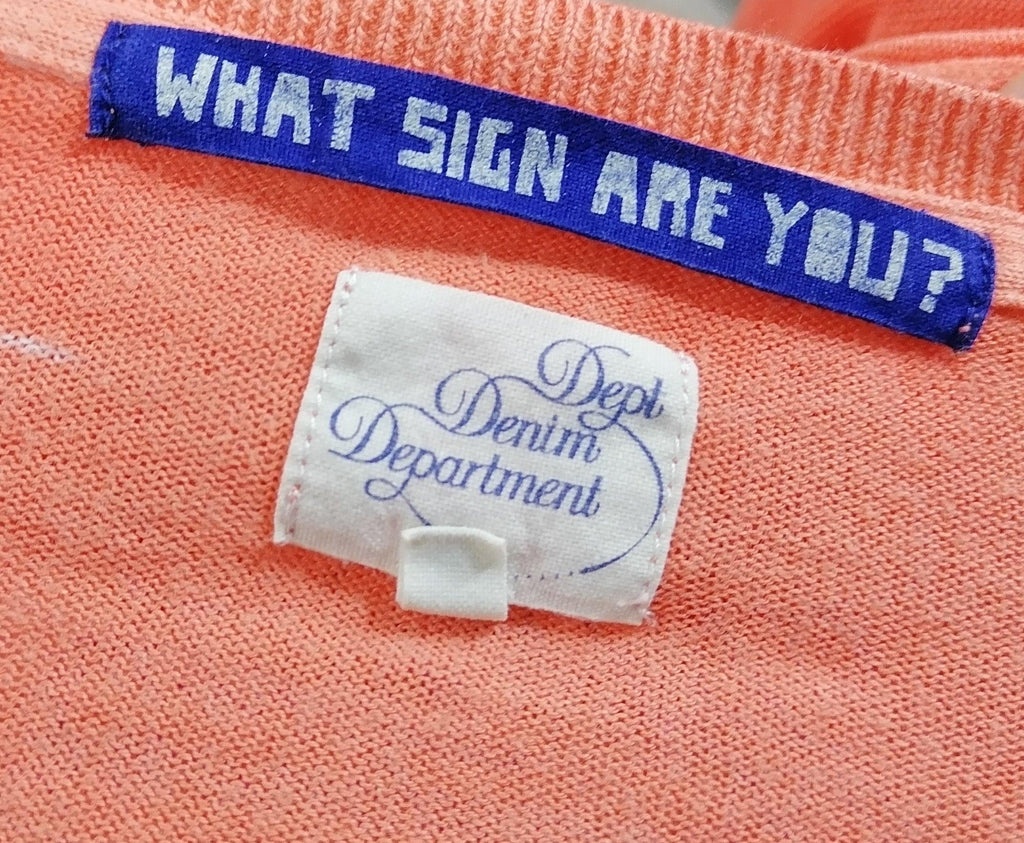 WHAT SIGN ARE YOU?
Dept
Denim
Department